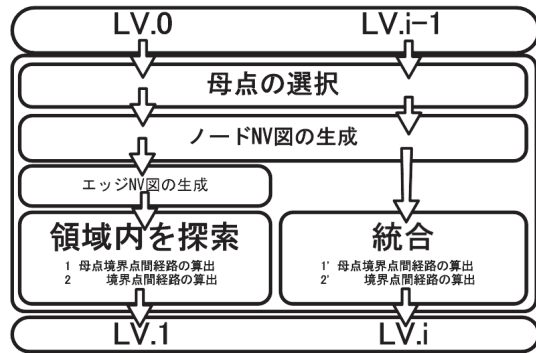 LV.0 LV.i-1
母点の選択
ノードNV図の生成
エッジNV図の生成
領域内を探索
1 母点境界点間経路の算出
2 境界点間経路の算出
統合
1' 母点境界点間経路の算出
2' 境界点間経路の算出
LV.1 LV.i